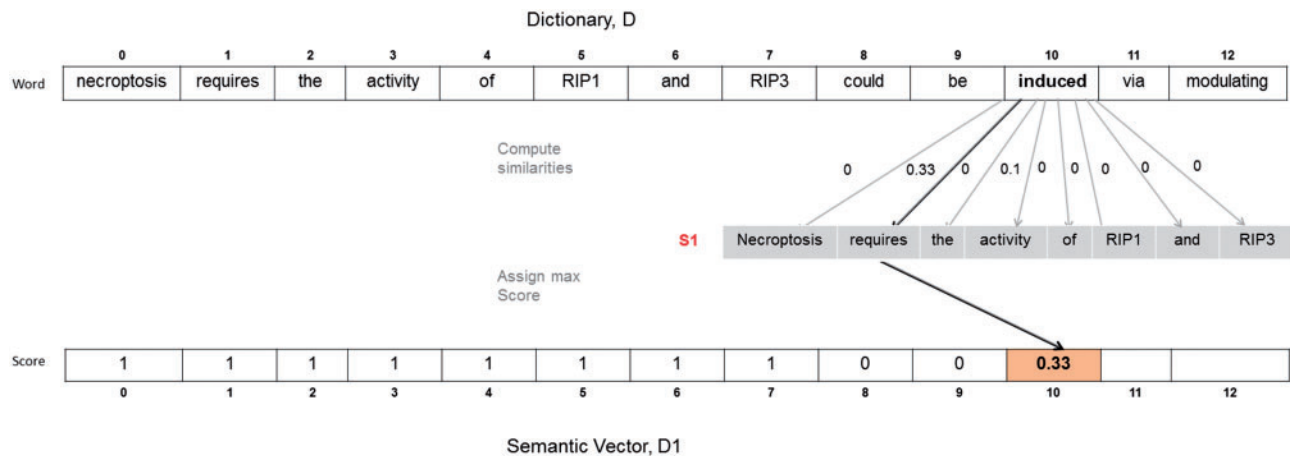 Dictionary, D
0 1 2 3 4 5 6 7 8 9 10 11 12
Word necroptosis requires the activity of RIP1 and RIP3 could be induced via modulating
Compute
similarities
0 0.33 0 0.1 0 0 0 0 0
S1 Necroptosis requires the activity of RIP1 and RIP3
Assign max
Score
Score 1 1 1 1 1 1 1 1 0 0 0.33
0 1 2 3 4 5 6 7 8 9 10 11 12
Semantic Vector, D1